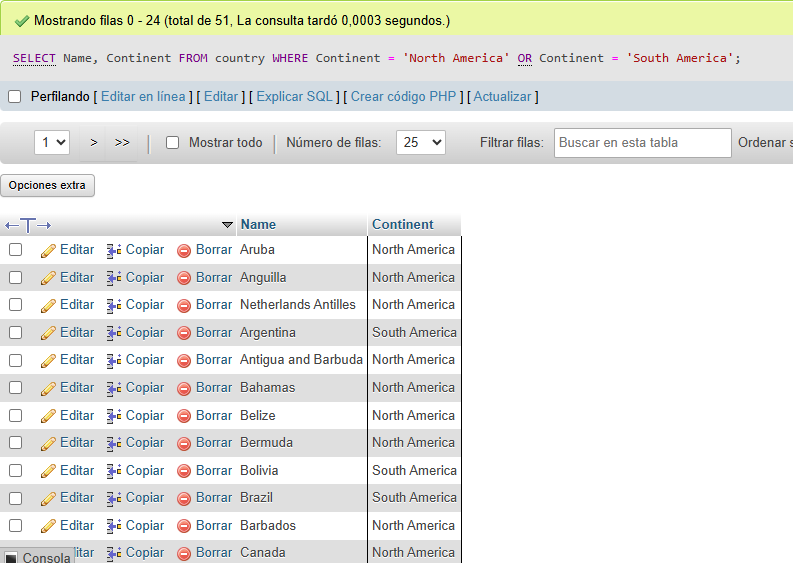 Mostrando filas 0 - 24 (total de 51, La consulta tardó 0,0003 segundos.)
SELECT Name, Continent FROM country WHERE Continent = 'North America' OR Continent = 'South America';
Perfilando [ Editar en línea ] [ Editar ] [ Explicar SQL ] [ Crear código PHP ] [ Actualizar ]
1 > >> Mostrar todo Número de filas: 25 Filtrar filas: Buscar en esta tabla Ordenar s
Opciones extra
Name Continent
Editar Copiar Borrar Aruba North America
Editar Copiar Borrar Anguilla North America
Editar Copiar Borrar Netherlands Antilles North America
Editar Copiar Borrar Argentina South America
Editar Copiar Borrar Antigua and Barbuda North America
Editar Copiar Borrar Bahamas North America
Editar Copiar Borrar Belize North America
Editar Copiar Borrar Bermuda North America
Editar Copiar Borrar Bolivia South America
Editar Copiar Borrar Brazil South America
Editar Copiar Borrar Barbados North America
Consola itar Copiar Borrar Canada North America